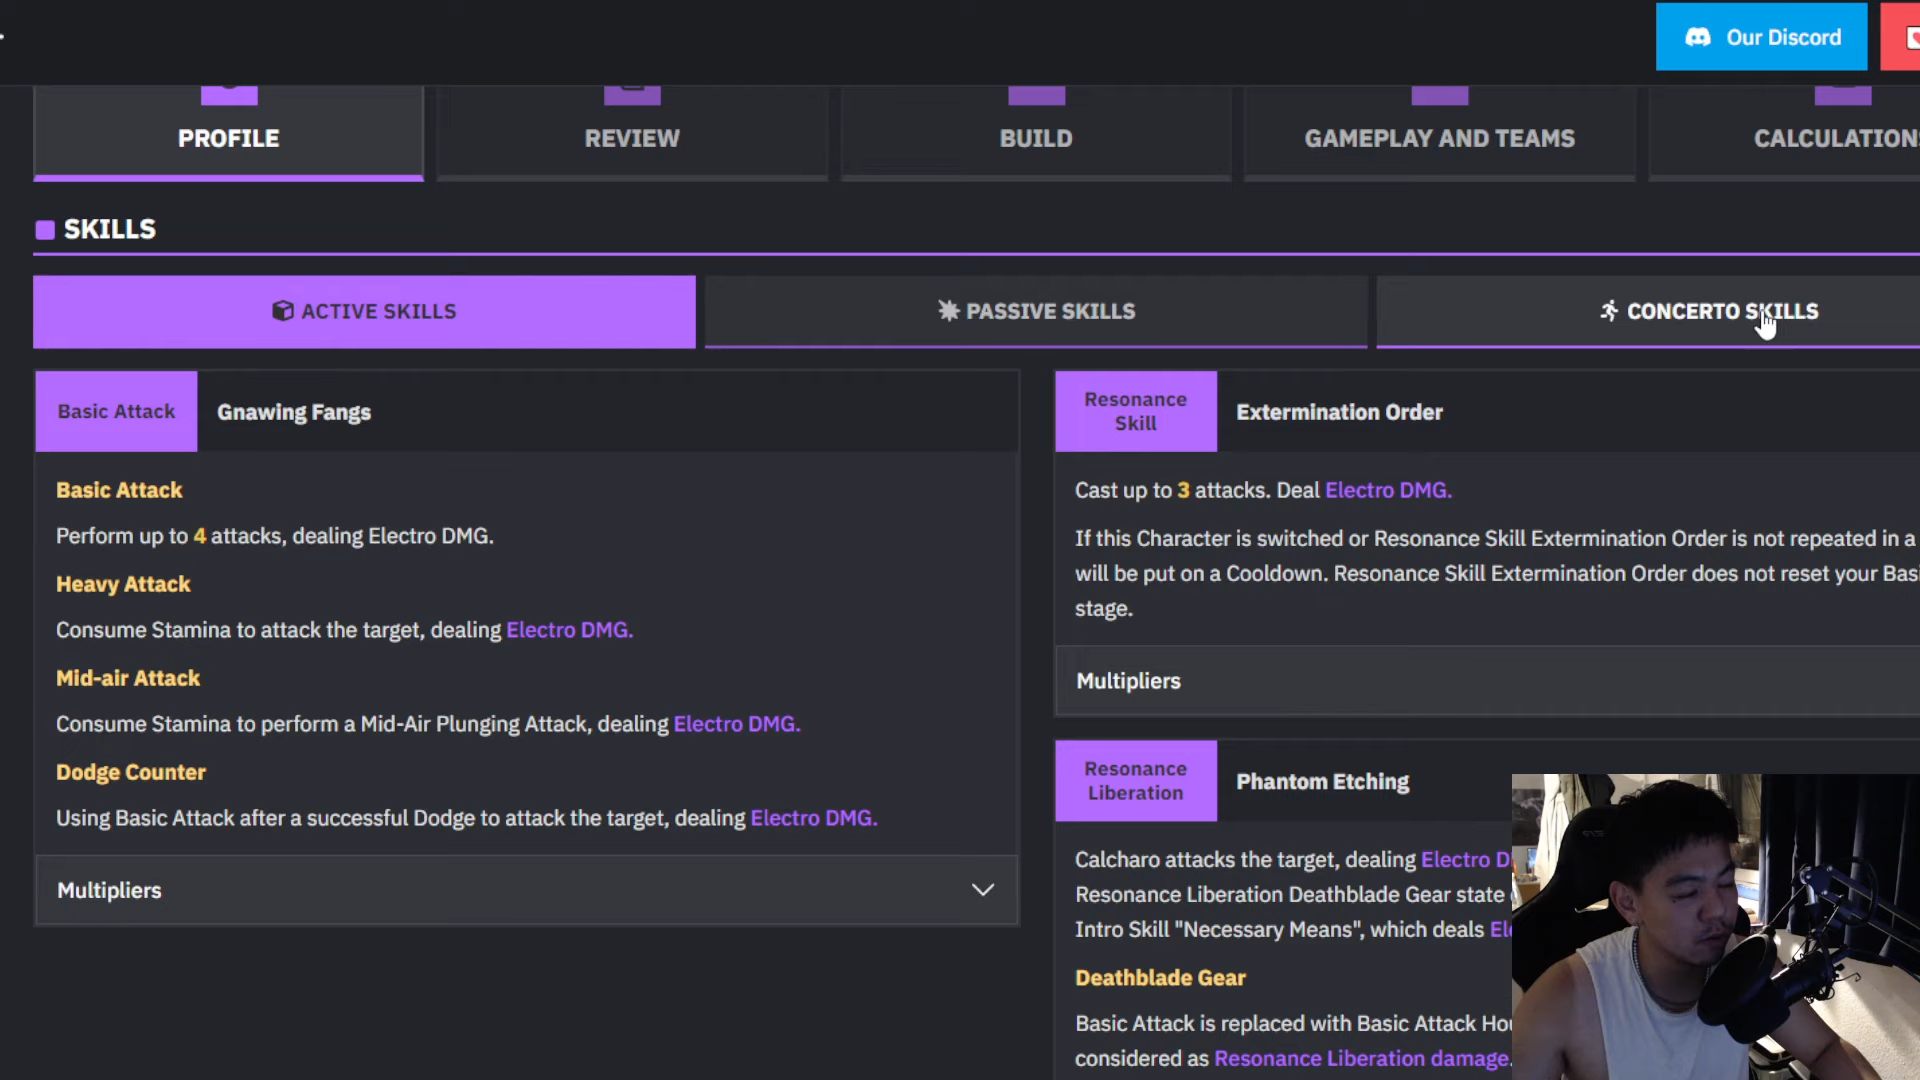 Our Discord
PROFILE
REVIEW
BUILD
GAMEPLAY AND TEAMS
CALCULATIONS
SKILLS
ACTIVE SKILLS
PASSIVE SKILLS
CONCERTO SKILLS
Basic Attack
Gnawing Fangs
Basic Attack
Perform up to 4 attacks, dealing Electro DMG.
Heavy Attack
Consume Stamina to attack the target, dealing Electro DMG.
Mid-air Attack
Consume Stamina to perform a Mid-Air Plunging Attack, dealing Electro DMG.
Dodge Counter
Using Basic Attack after a successful Dodge to attack the target, dealing Electro DMG.
Multipliers
Resonance
Skill
Extermination Order
Cast up to 3 attacks. Deal Electro DMG.
If this Character is switched or Resonance Skill Extermination Order is not repeated in a
will be put on a Cooldown. Resonance Skill Extermination Order does not reset your Basi
stage.
Multipliers
Resonance
Liberation
Phantom Etching
Calcharo attacks the target, dealing Electro D
Resonance Liberation Deathblade Gear state
Intro Skill "Necessary Means", which deals El
Deathblade Gear
Basic Attack is replaced with Basic Attack Hou
considered as Resonance Liberation damage.